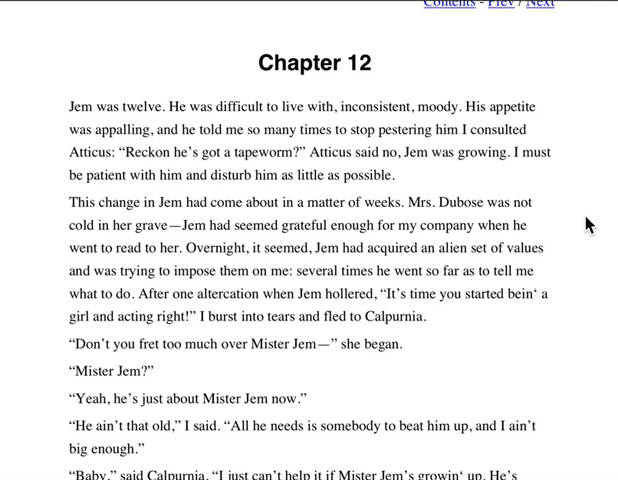 Contents - Prev / Next
Chapter 12
Jem was twelve. He was difficult to live with, inconsistent, moody. His appetite
was appalling, and he told me so many times to stop pestering him I consulted
Atticus: “Reckon he’s got a tapeworm?” Atticus said no, Jem was growing. I must
be patient with him and disturb him as little as possible.
This change in Jem had come about in a matter of weeks. Mrs. Dubose was not
cold in her grave—Jem had seemed grateful enough for my company when he
went to read to her. Overnight, it seemed, Jem had acquired an alien set of values
and was trying to impose them on me: several times he went so far as to tell me
what to do. After one altercation when Jem hollered, “It’s time you started bein‘ a
girl and acting right!” I burst into tears and fled to Calpurnia.
“Don’t you fret too much over Mister Jem—” she began.
“Mister Jem?”
“Yeah, he’s just about Mister Jem now.”
“He ain’t that old,” I said. “All he needs is somebody to beat him up, and I ain’t
big enough.”
“Baby,” said Calpurnia, “I just can’t help it if Mister Jem’s growin‘ up. He’s